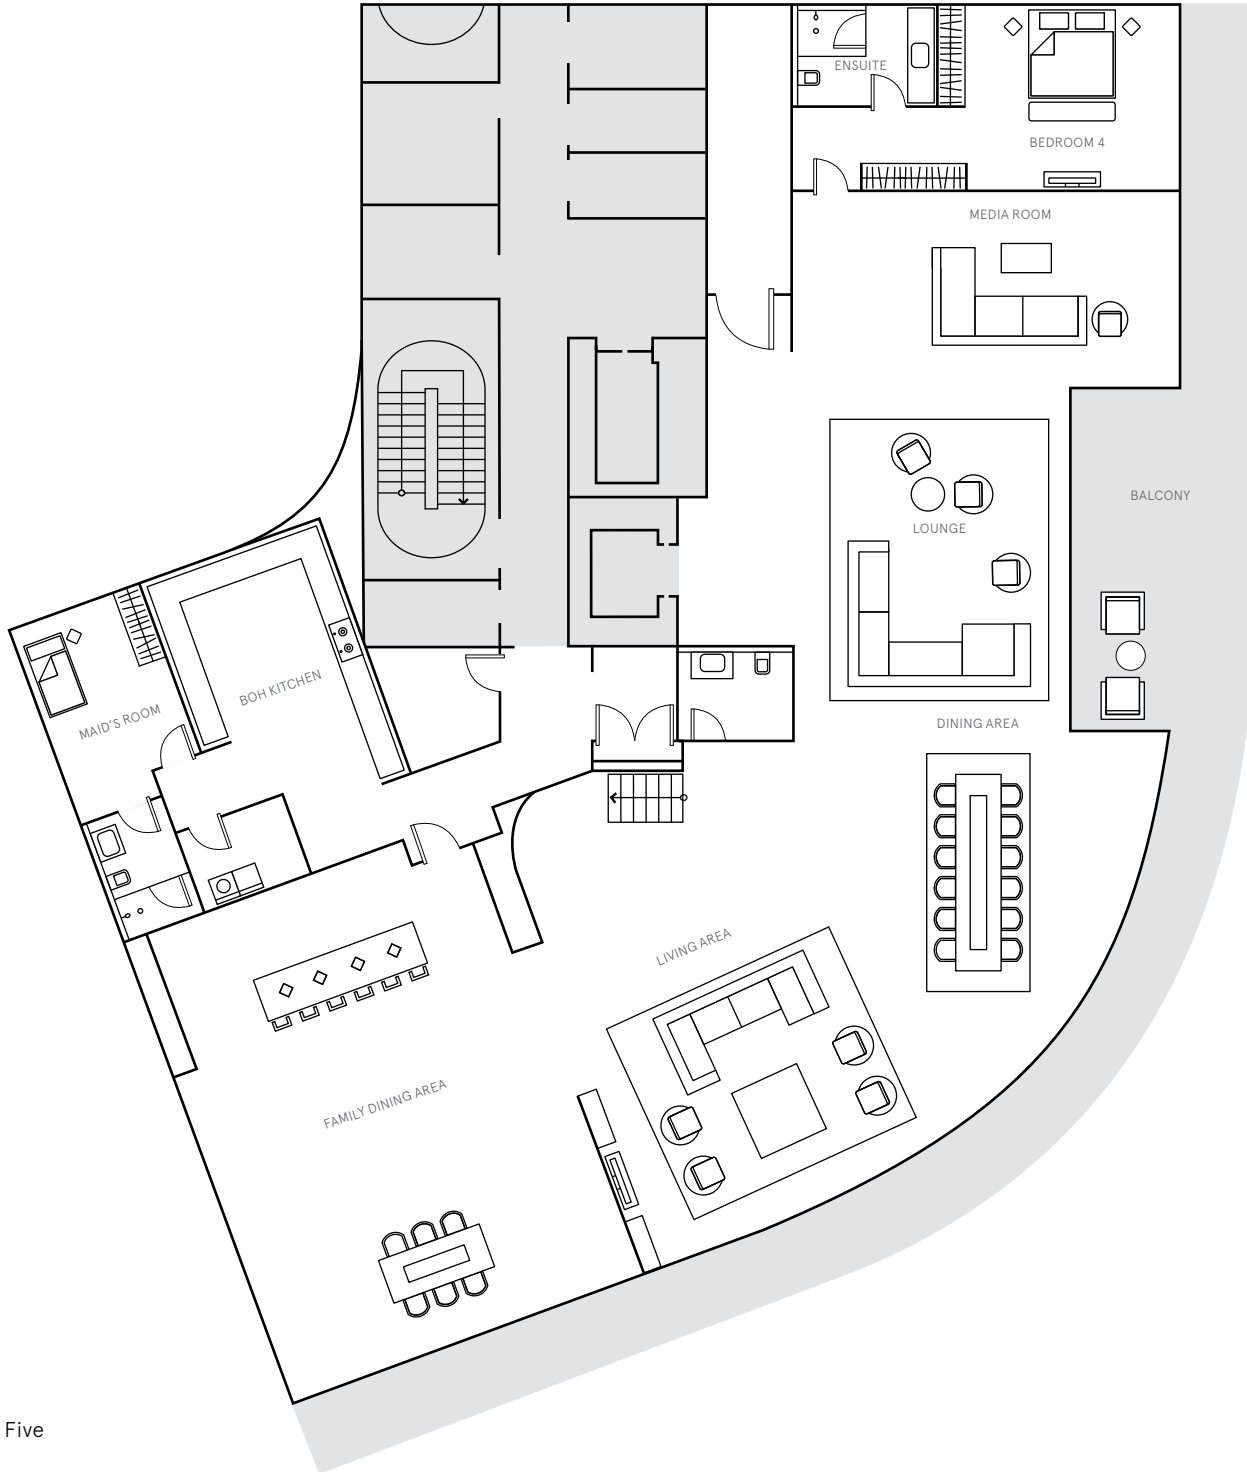 ENSUITE
BEDROOM 4
MEDIA ROOM
BALCONY
LOUNGE
BOH KITCHEN
MAID'S ROOM
DINING AREA
LIVING AREA
FAMILY DINING AREA
Five